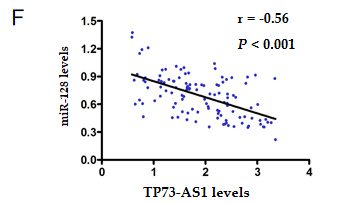 F
r = -0.56
P < 0.001
miR-128 levels
1.5
1.2
0.9
0.6
0.3
0.0
0 1 2 3 4
TP73-AS1 levels